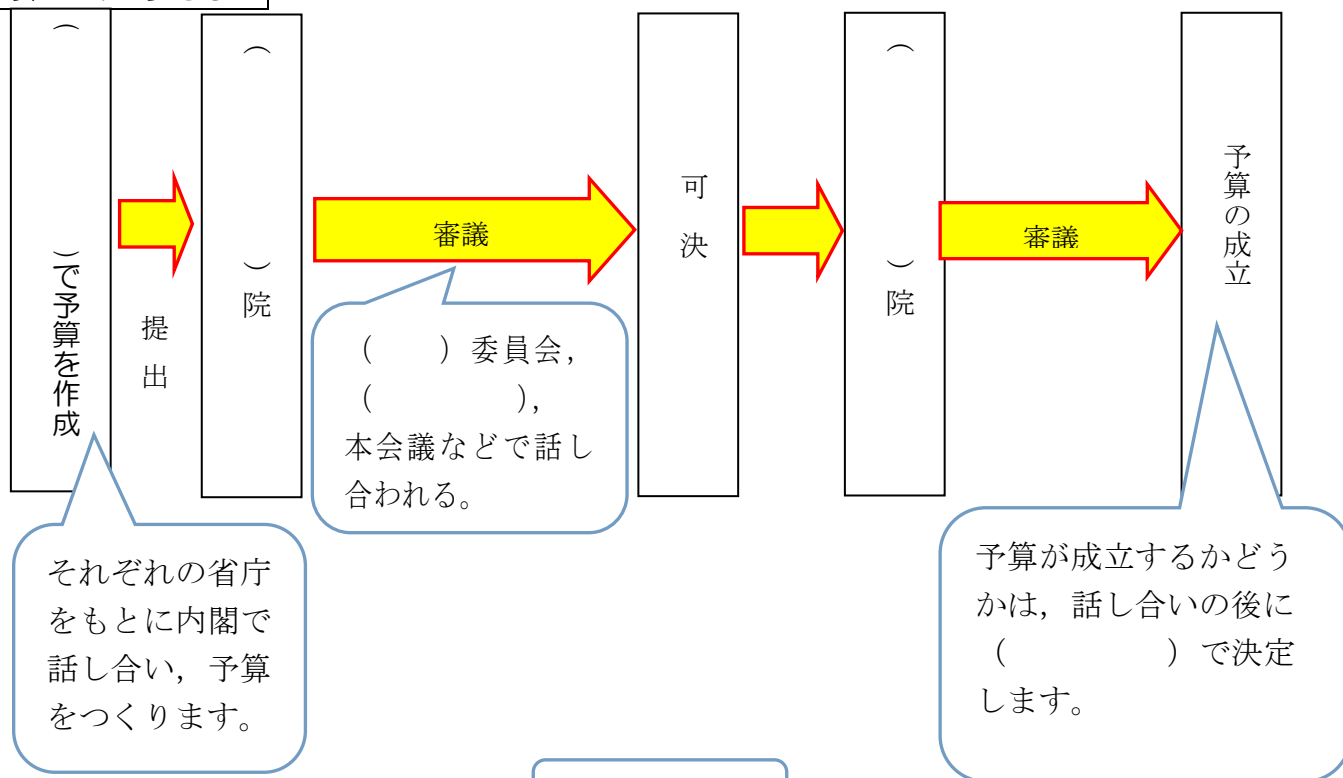 （　　　　　）で予算を作成
提出
（　　　　　）院
審議
（　　）委員会，
（　　　　　），
本会議などで話し
合われる。
可決
（　　　　　）院
審議
予算の成立
それぞれの省庁
をもとに内閣で
話し合い，予算
をつくります。
予算が成立するかどう
かは，話し合いの後に
（　　　　　）で決定
します。